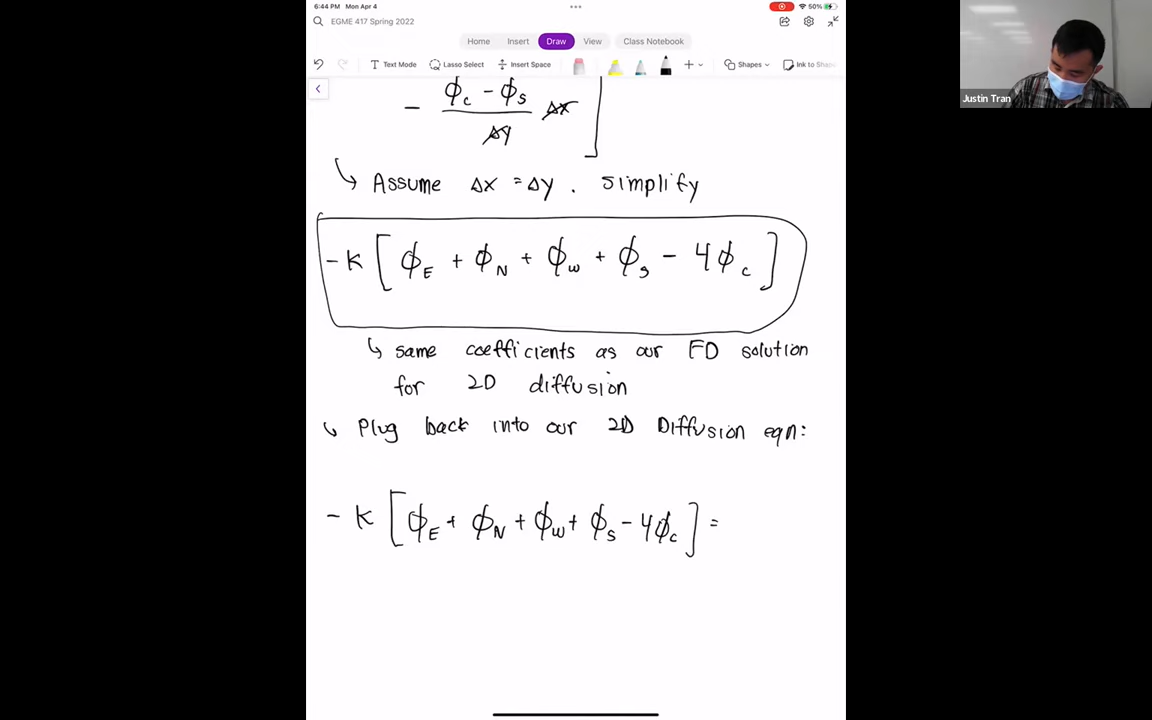 6:44 PM Mon Apr 4
50%
EGME 417 Spring 2022
Home Insert Draw View Class Notebook
Text Mode Lasso Select Insert Space Shapes Ink to Shape
Justin Tran
- (ϕc - ϕs)/Δy Δx ]
↳ Assume Δx = Δy. simplify
-K[ϕE + ϕN + ϕw + ϕs - 4ϕc]
↳ same coefficients as our FD solution
for 2D diffusion
↳ Plug back into our 2D Diffusion eqn:
-K[ϕE + ϕN + ϕw + ϕs - 4ϕc] =